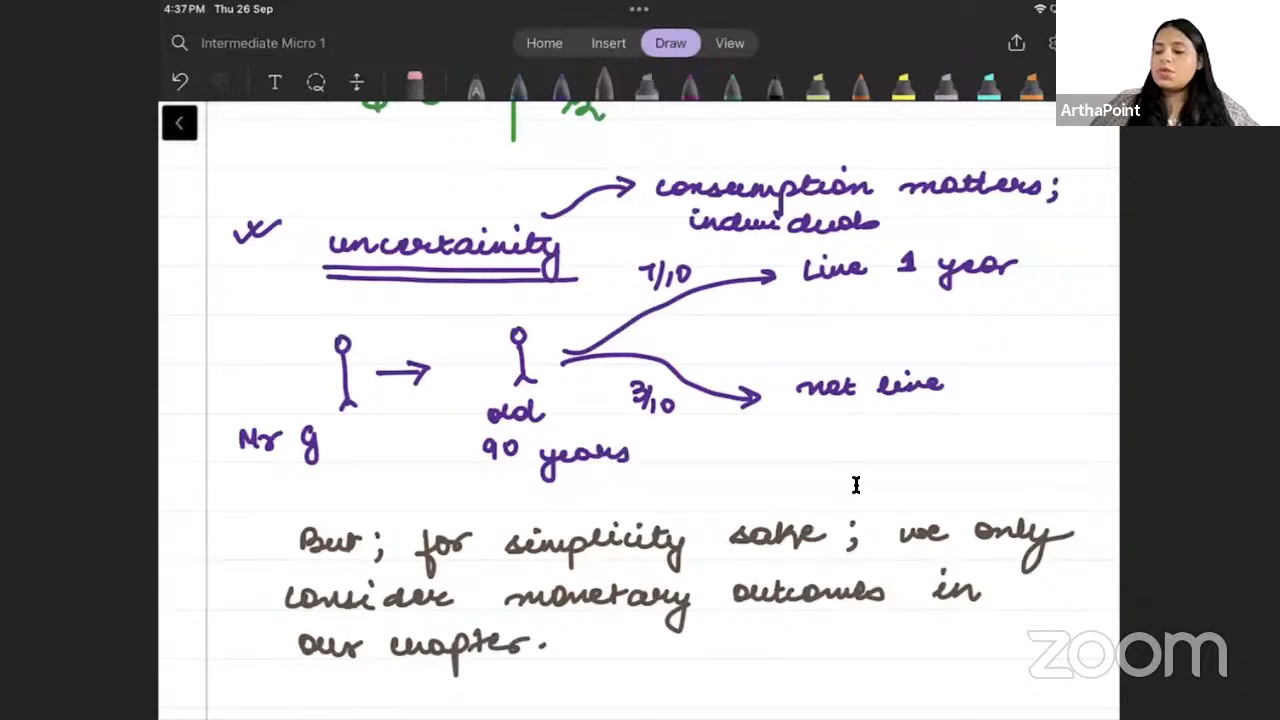 4:37 PM Thu 26 Sep
Intermediate Micro 1
Home Insert Draw View
ArthaPoint
consumption matters;
individuals
uncertainity
7/10
Live 1 year
3/10
not live
old
Mr G
90 years
But; for simplicity sake; we only
consider monetary outcomes in
our chapter.
zoom